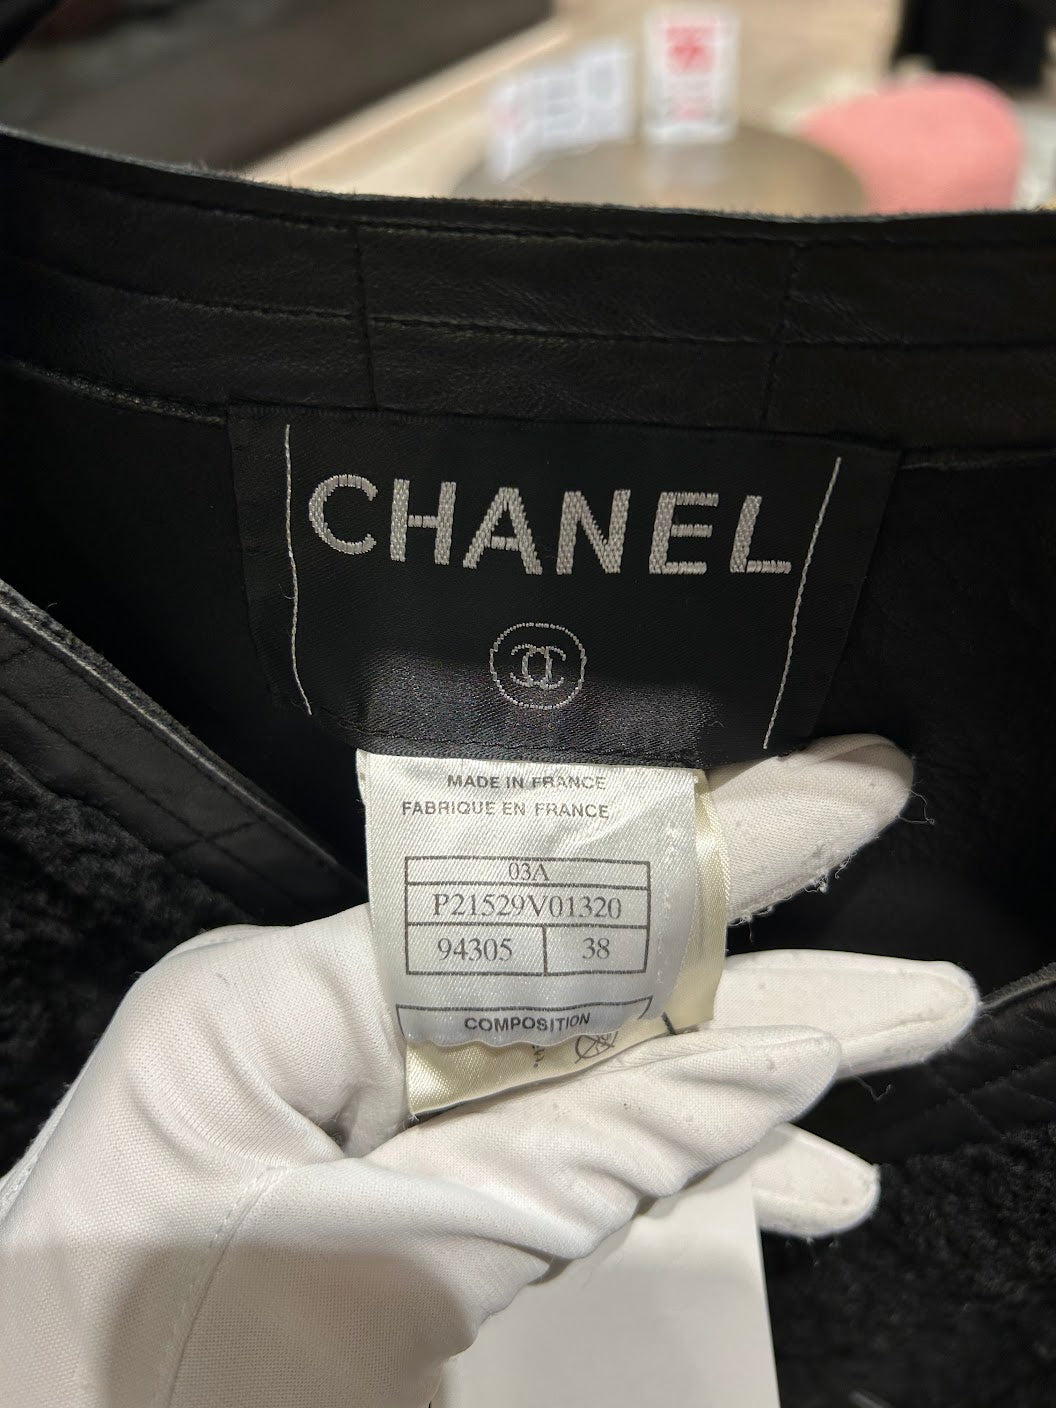 CHANEL
MADE IN FRANCE
FABRIQUE EN FRANCE
03A
P21529V01320
94305 38
COMPOSITION